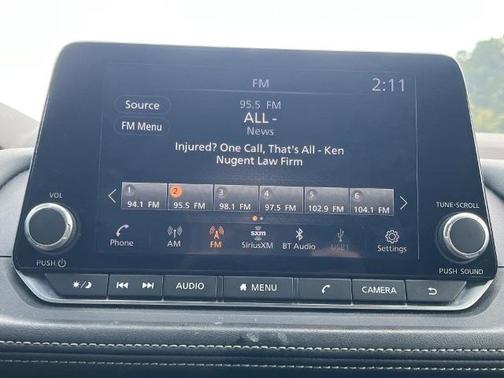 FM
2:11
Source
95.5 FM
ALL -
FM Menu
News
Injured? One Call, That's All - Ken
Nugent Law Firm
1 2 3 4 5 6
94.1 FM 95.5 FM 98.1 FM 97.5 FM 102.9 FM 104.1 FM
VOL
TUNE·SCROLL
Phone
AM
FM
sxm
SiriusXM
BT Audio
USB1
Settings
PUSH
PUSH SOUND
AUDIO
MENU
CAMERA